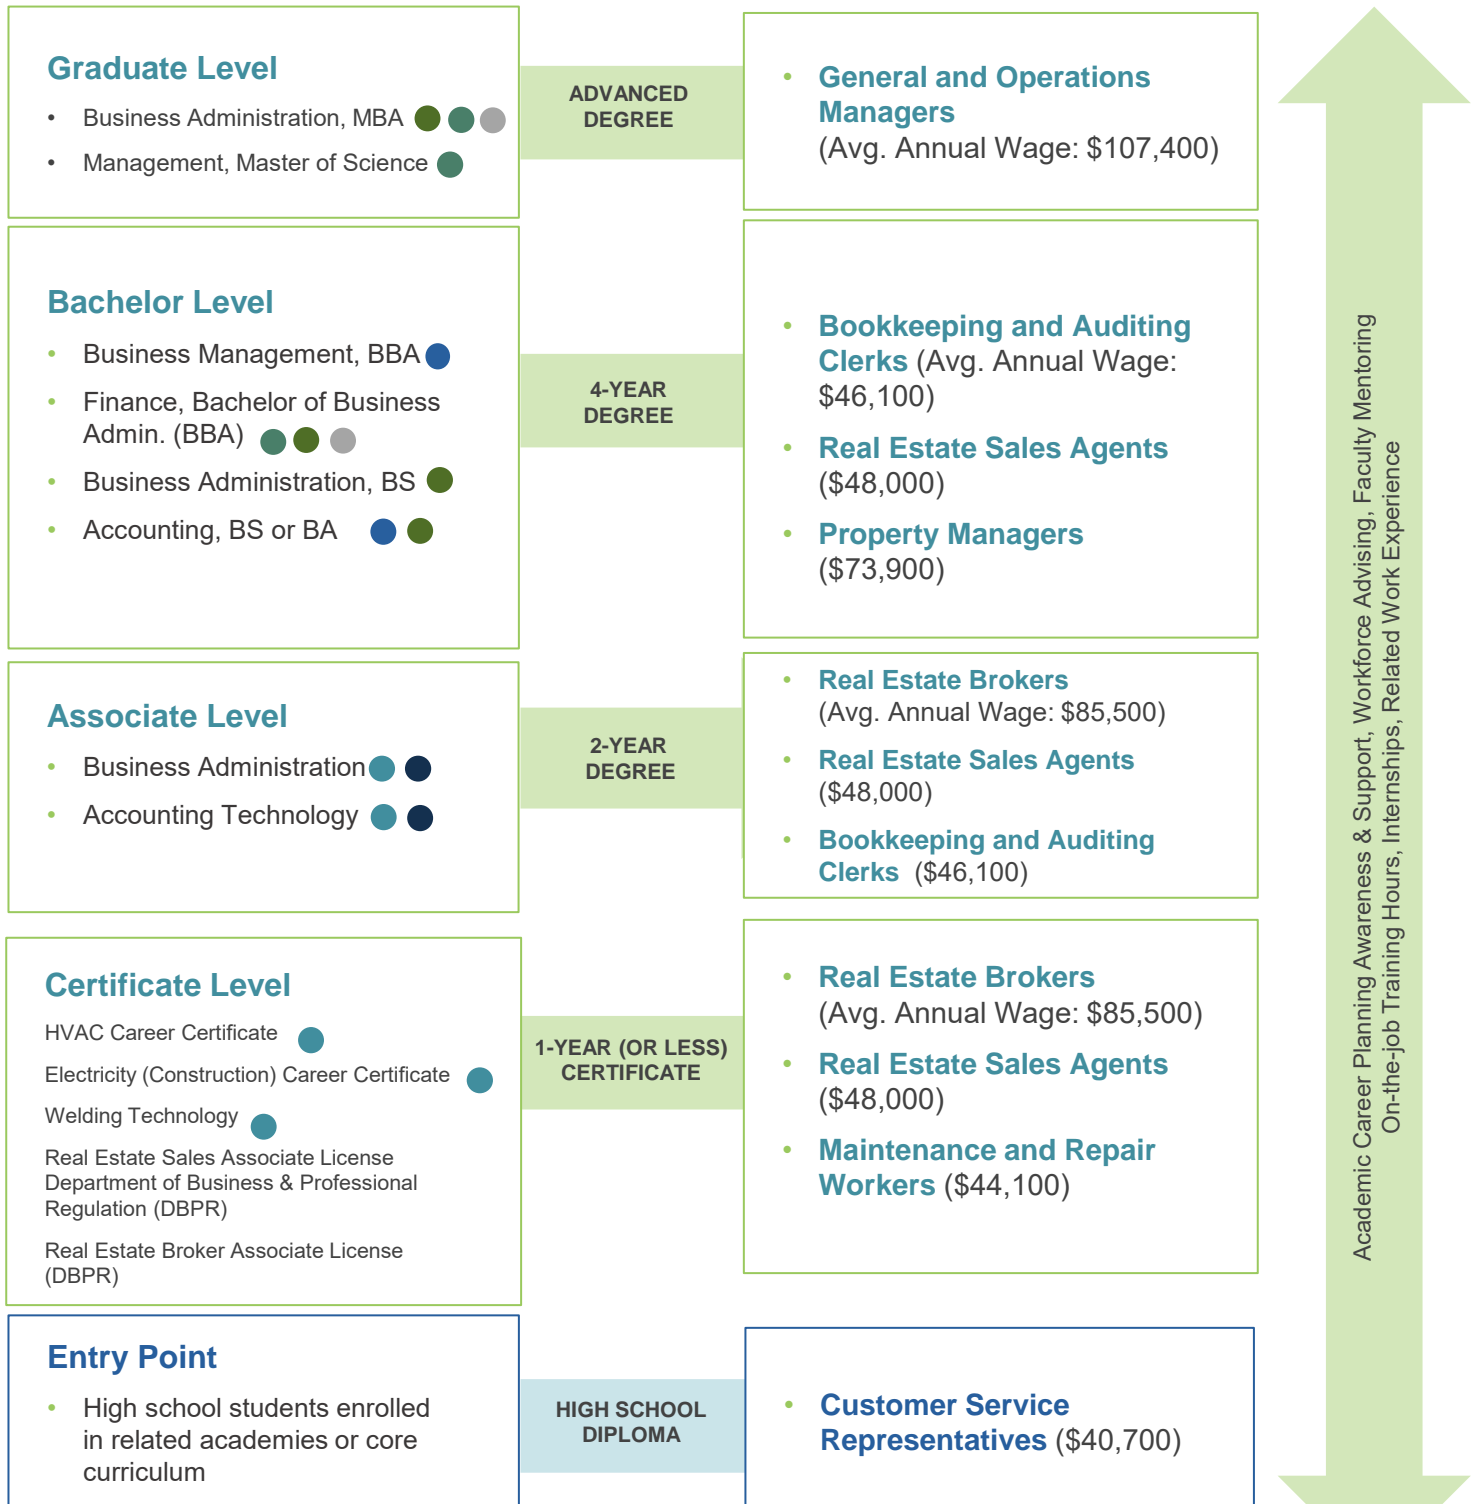 Graduate Level
• Business Administration, MBA
• Management, Master of Science
ADVANCED
DEGREE
• General and Operations
Managers
(Avg. Annual Wage: $107,400)
Bachelor Level
• Business Management, BBA
• Finance, Bachelor of Business
Admin. (BBA)
• Business Administration, BS
• Accounting, BS or BA
4-YEAR
DEGREE
• Bookkeeping and Auditing
Clerks (Avg. Annual Wage:
$46,100)
• Real Estate Sales Agents
($48,000)
• Property Managers
($73,900)
Associate Level
• Business Administration
• Accounting Technology
2-YEAR
DEGREE
• Real Estate Brokers
(Avg. Annual Wage: $85,500)
• Real Estate Sales Agents
($48,000)
• Bookkeeping and Auditing
Clerks ($46,100)
Certificate Level
HVAC Career Certificate
Electricity (Construction) Career Certificate
Welding Technology
Real Estate Sales Associate License
Department of Business & Professional
Regulation (DBPR)
Real Estate Broker Associate License
(DBPR)
1-YEAR (OR LESS)
CERTIFICATE
• Real Estate Brokers
(Avg. Annual Wage: $85,500)
• Real Estate Sales Agents
($48,000)
• Maintenance and Repair
Workers ($44,100)
Entry Point
• High school students enrolled
in related academies or core
curriculum
HIGH SCHOOL
DIPLOMA
• Customer Service
Representatives ($40,700)
Academic Career Planning Awareness & Support, Workforce Advising, Faculty Mentoring
On-the-job Training Hours, Internships, Related Work Experience